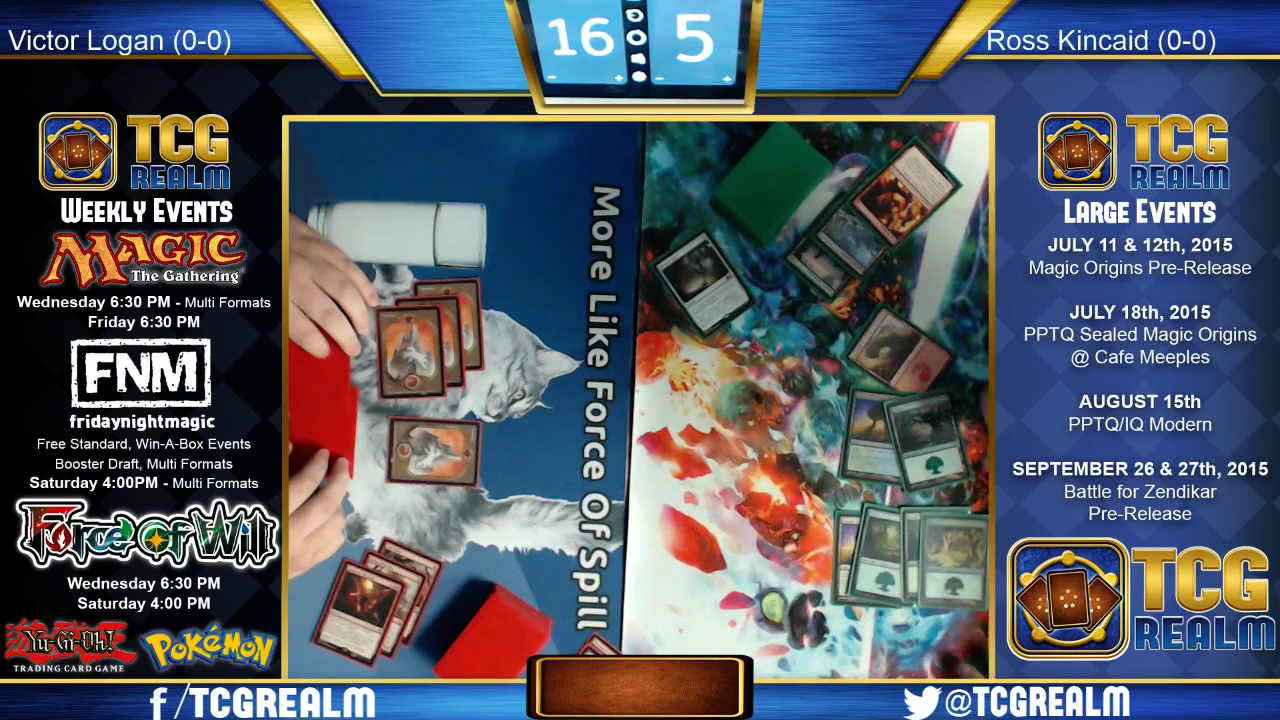 Victor Logan (0-0)
16 5
- + - +
Ross Kincaid (0-0)
TCG
REALM
WEEKLY EVENTS
MAGIC
The Gathering
Wednesday 6:30 PM - Multi Formats
Friday 6:30 PM
FNM
fridaynightmagic
Free Standard, Win-A-Box Events
Booster Draft, Multi Formats
Saturday 4:00PM - Multi Formats
Force of Will
Wednesday 6:30 PM
Saturday 4:00 PM
Yu-Gi-Oh!
TRADING CARD GAME
POKéMON
More Like Force Of Spill
TCG
REALM
LARGE EVENTS
JULY 11 & 12th, 2015
Magic Origins Pre-Release
JULY 18th, 2015
PPTQ Sealed Magic Origins
@ Cafe Meeples
AUGUST 15th
PPTQ/IQ Modern
SEPTEMBER 26 & 27th, 2015
Battle for Zendikar
Pre-Release
TCG
REALM
f/TCGREALM
@TCGREALM